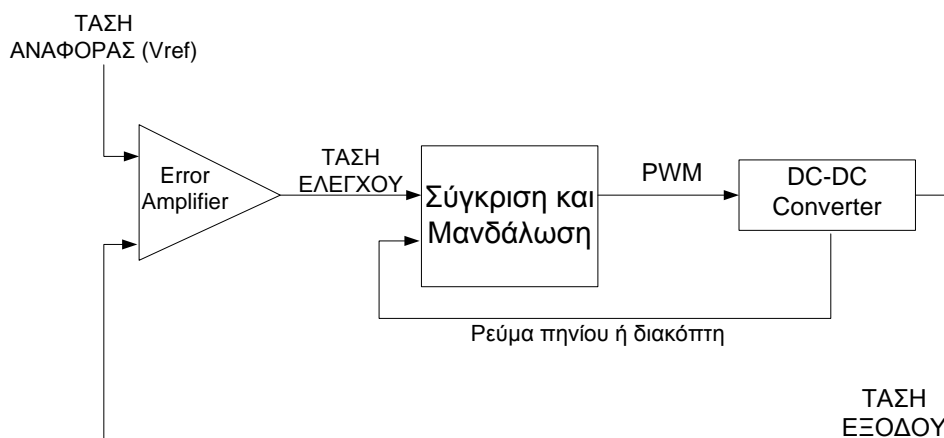 ΤΑΣΗ
ΑΝΑΦΟΡΑΣ (Vref)
Error
Amplifier
ΤΑΣΗ
ΕΛΕΓΧΟΥ
Σύγκριση και
Μανδάλωση
PWM
DC-DC
Converter
Ρεύμα πηνίου ή διακόπτη
ΤΑΣΗ
ΕΞΟΔΟΥ